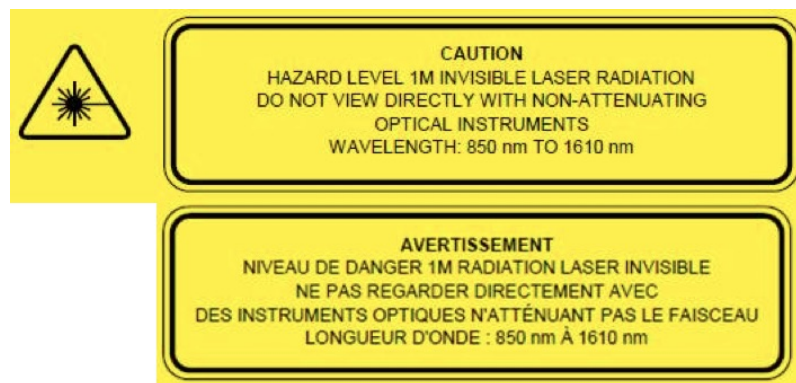 CAUTION
HAZARD LEVEL 1M INVISIBLE LASER RADIATION
DO NOT VIEW DIRECTLY WITH NON-ATTENUATING
OPTICAL INSTRUMENTS
WAVELENGTH: 850 nm TO 1610 nm
AVERTISSEMENT
NIVEAU DE DANGER 1M RADIATION LASER INVISIBLE
NE PAS REGARDER DIRECTEMENT AVEC
DES INSTRUMENTS OPTIQUES N'ATTÉNUANT PAS LE FAISCEAU
LONGUEUR D'ONDE : 850 nm À 1610 nm